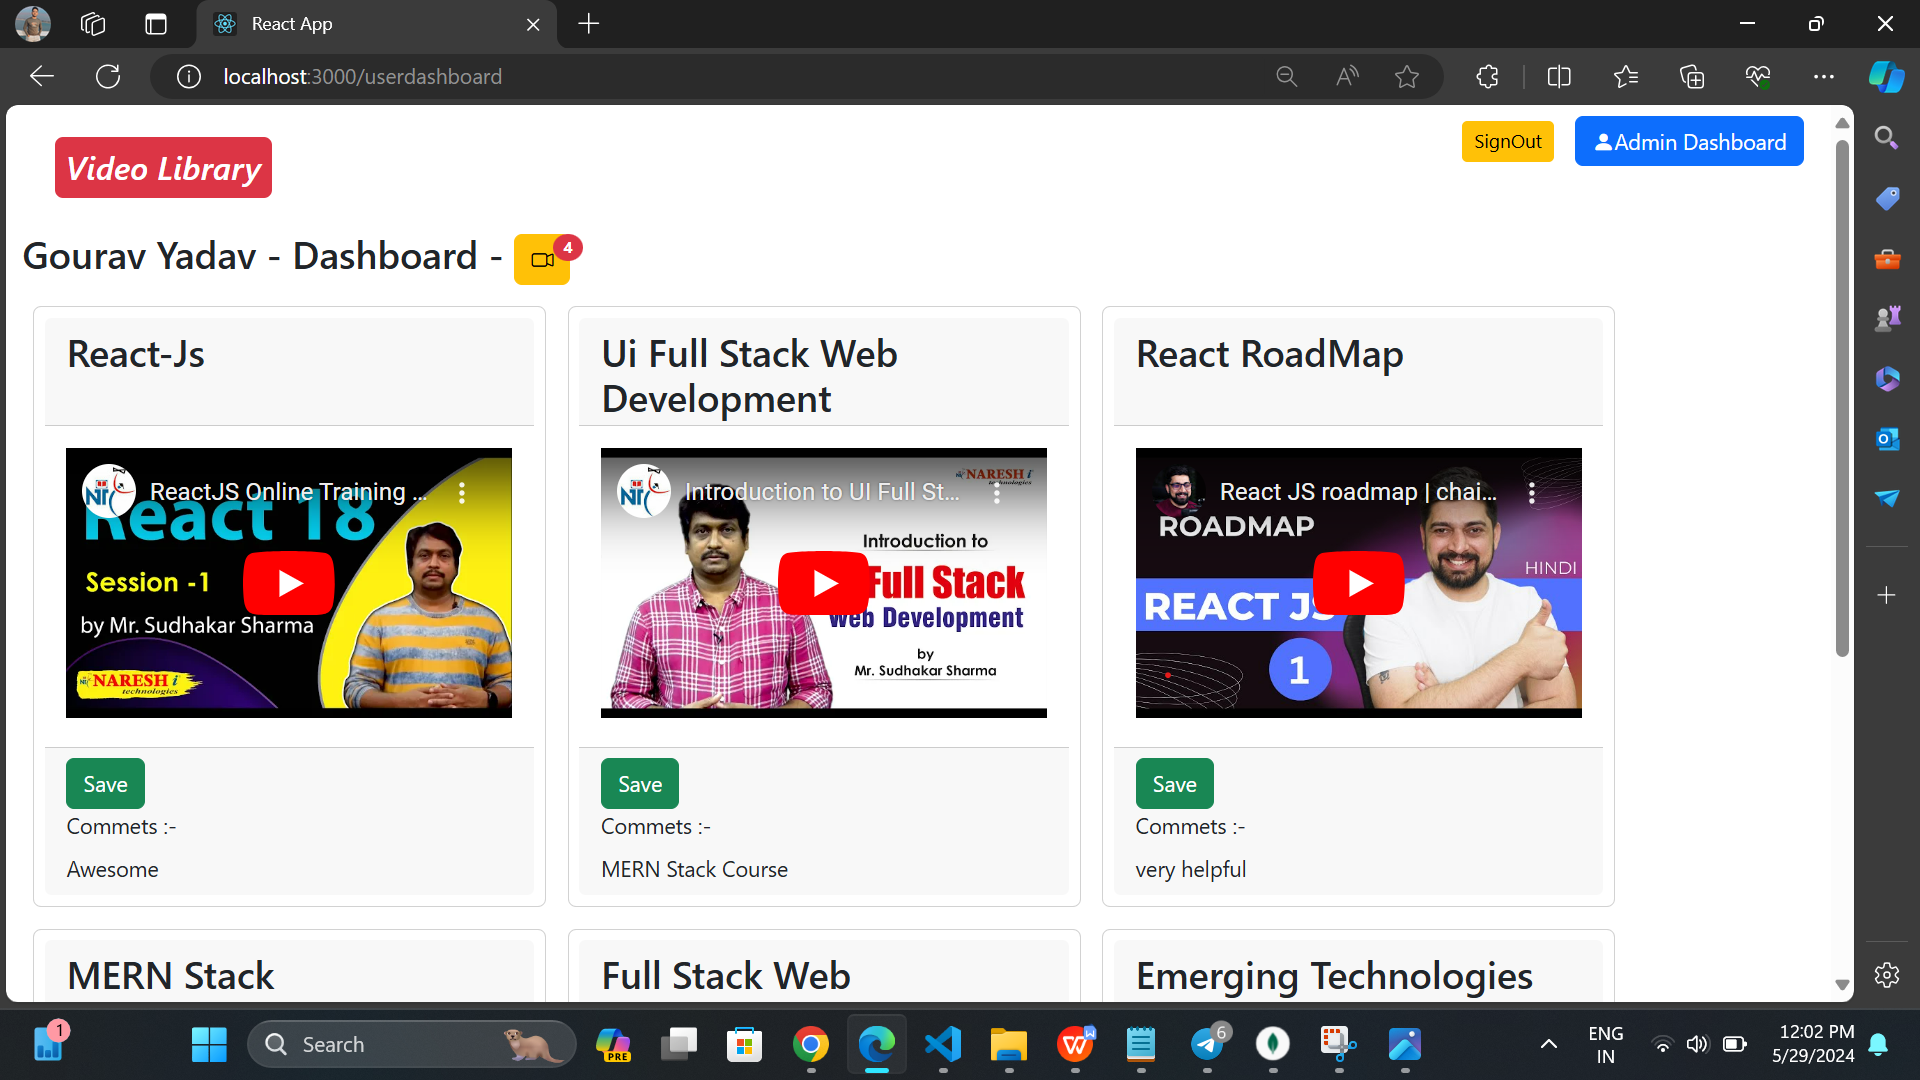 React App
localhost:3000/userdashboard
Video Library
SignOut
Admin Dashboard
Gourav Yadav - Dashboard -
4
React-Js
ReactJS Online Training ...
React 18
Session -1
by Mr. Sudhakar Sharma
NARESH i
technologies
Save
Commets :-
Awesome
Ui Full Stack Web
Development
Introduction to UI Full St...
NARESH i
technologies
Introduction to
Full Stack
Web Development
by
Mr. Sudhakar Sharma
Save
Commets :-
MERN Stack Course
React RoadMap
React JS roadmap | chai...
ROADMAP
HINDI
REACT JS
1
Save
Commets :-
very helpful
MERN Stack
Full Stack Web
Emerging Technologies
1
Search
PRE
6
ENG
IN
12:02 PM
5/29/2024